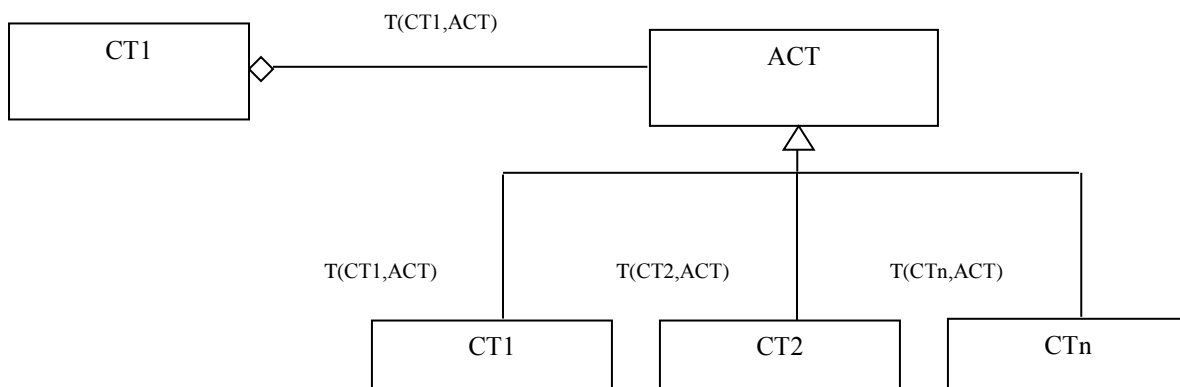 T(CT1,ACT)
CT1
ACT
T(CT1,ACT)
T(CT2,ACT)
T(CTn,ACT)
CT1
CT2
CTn